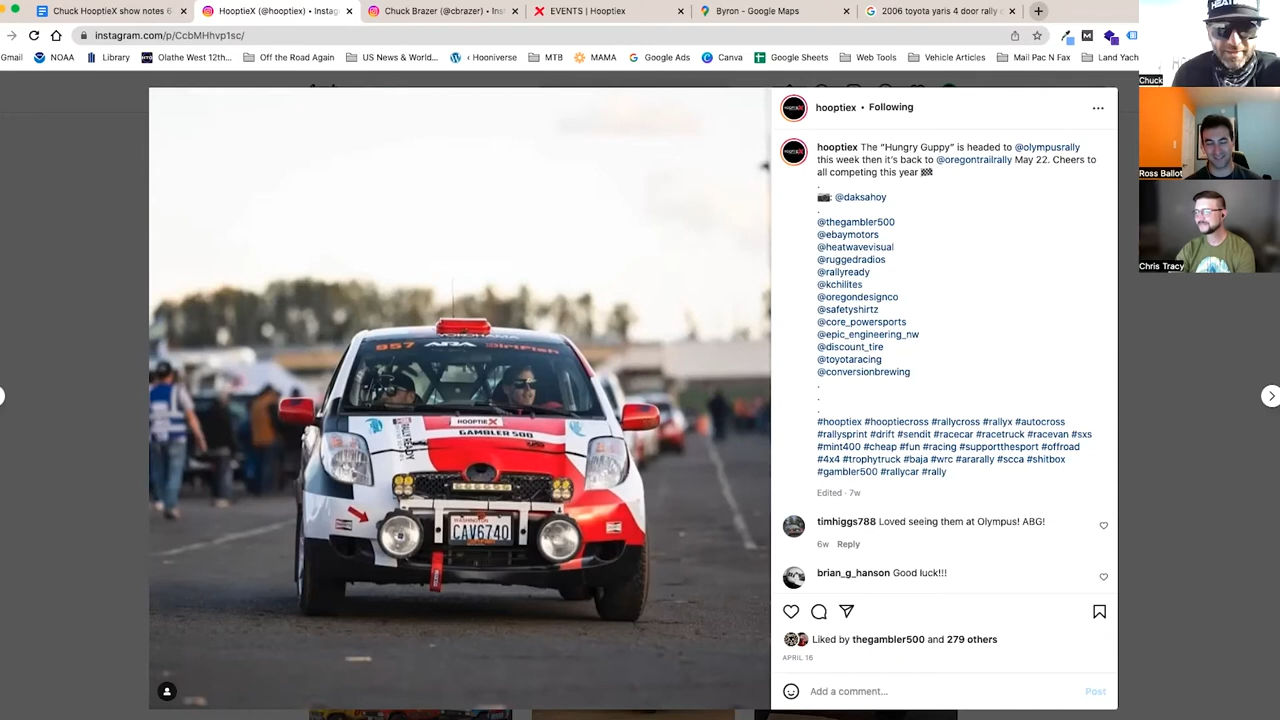 Chuck HooptieX show notes 6
HooptieX (@hooptiex) • Instag
Chuck Brazer (@cbrazer) • Ins
EVENTS | Hooptiex
Byron - Google Maps
2006 toyota yaris 4 door rally c
instagram.com/p/CcbMHhvp1sc/
Gmail
NOAA
Library
Olathe West 12th...
Off the Road Again
US News & World...
‹ Hooniverse
MTB
MAMA
Google Ads
Canva
Google Sheets
Web Tools
Vehicle Articles
Mail Pac N Fax
Land Yach
Chuck
Ross Ballot
Chris Tracy
hooptiex • Following
hooptiex The "Hungry Guppy" is headed to @olympusrally
this week then it's back to @oregontrailrally May 22. Cheers to
all competing this year
.
: @daksahoy
.
@thegambler500
@ebaymotors
@heatwavevisual
@ruggedradios
@rallyready
@kchilites
@oregondesignco
@safetyshirtz
@core_powersports
@epic_engineering_nw
@discount_tire
@toyotaracing
@conversionbrewing
.
.
.
#hooptiex #hooptiecross #rallycross #rallyx #autocross
#rallysprint #drift #sendit #racecar #racetruck #racevan #sxs
#mint400 #cheap #fun #racing #supportthesport #offroad
#4x4 #trophytruck #baja #wrc #ararally #scca #shitbox
#gambler500 #rallycar #rally
Edited · 7w
timhiggs788 Loved seeing them at Olympus! ABG!
6w Reply
brian_g_hanson Good luck!!!
Liked by thegambler500 and 279 others
APRIL 16
Add a comment...
Post
YOKOHAMA
857 ARA DirtFish
HOOPTIEX
GAMBLER 500
WASHINGTON
CAV6740